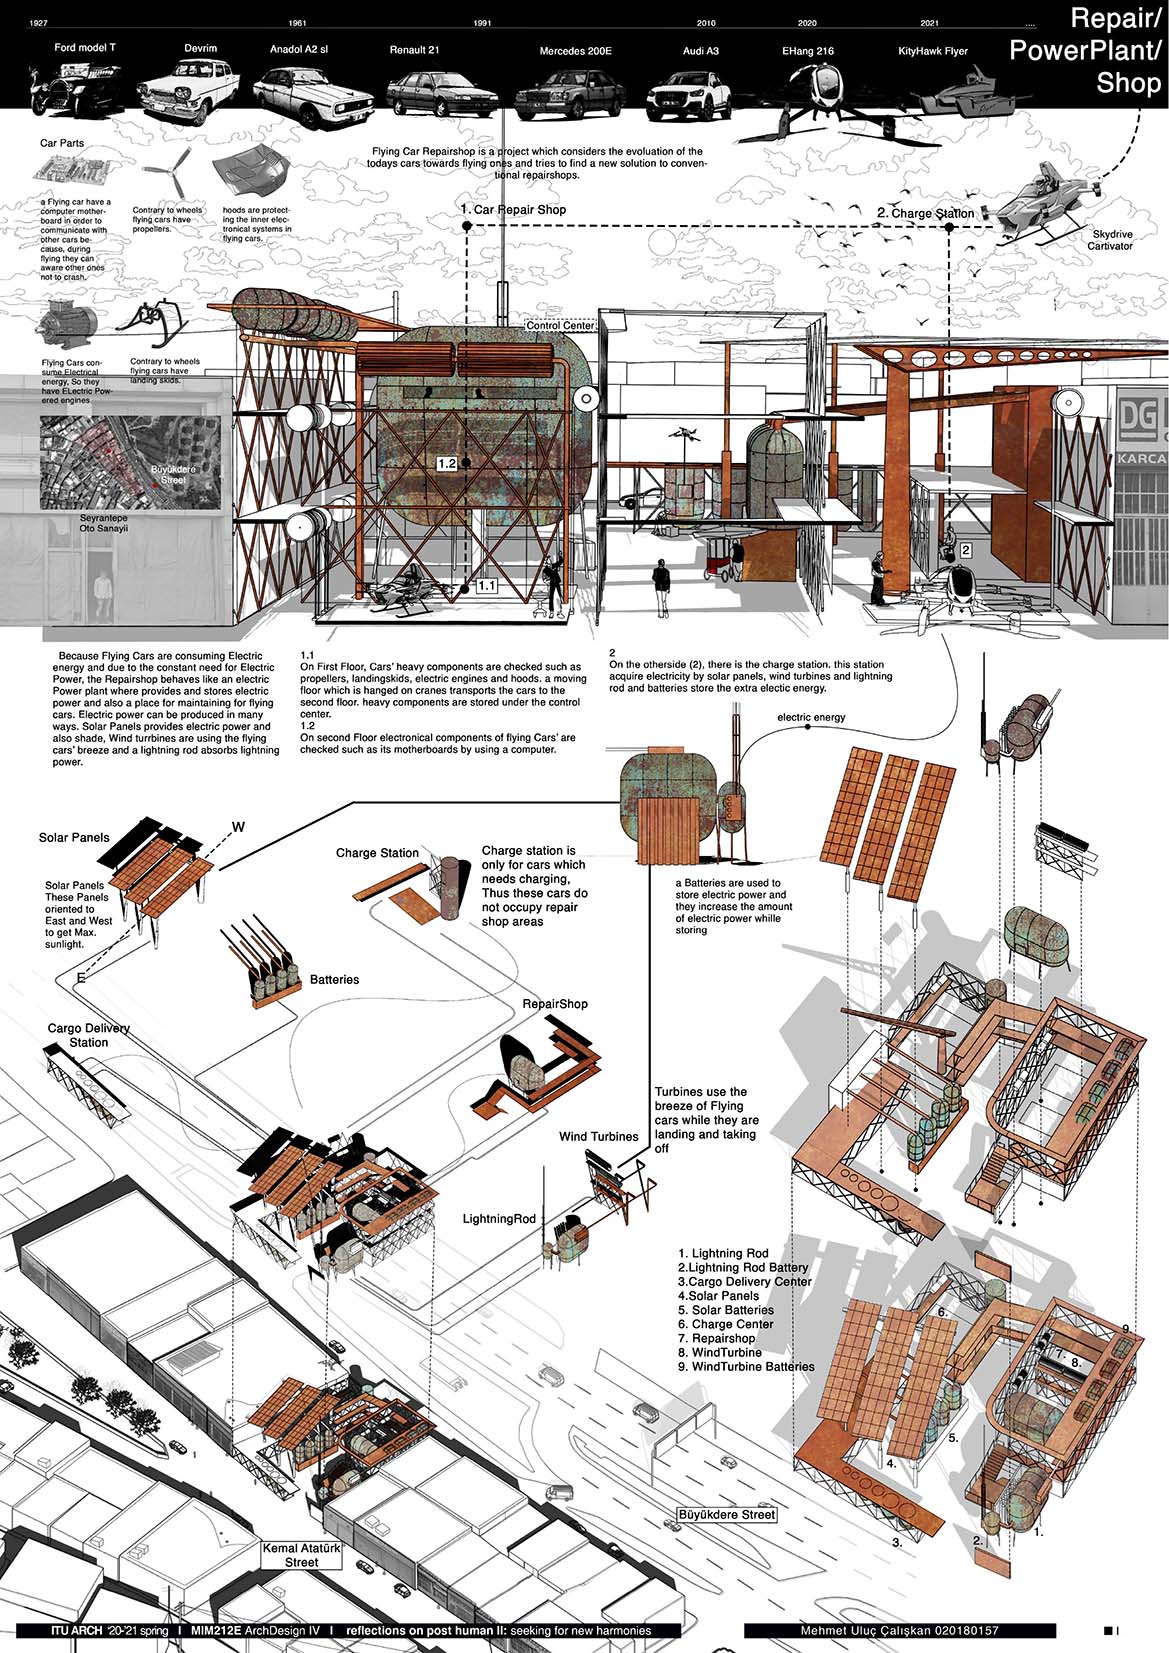 1927 1961 1991 2010 2020 2021 ....
Repair/
PowerPlant/
Shop
Ford model T
Devrim
Anadol A2 sl
Renault 21
Mercedes 200E
Audi A3
EHang 216
KityHawk Flyer
Car Parts
a Flying car have a
computer mother-
board in order to
communicate with
other cars be-
cause, during
flying they can
aware other ones
not to crash.
Contrary to wheels
flying cars have
propellers.
hoods are protect-
ing the inner elec-
tronical systems in
flying cars.
Flying Car Repairshop is a project which considers the evaluation of the
todays cars towards flying ones and tries to find a new solution to conven-
tional repairshops.
1. Car Repair Shop
2. Charge Station
Skydrive
Cartivator
Flying Cars con-
sume Electrical
energy, So they
have ELectric Pow-
ered engines
Contrary to wheels
flying cars have
landing skids.
Control Center
Büyükdere
Street
Seyrantepe
Oto Sanayii
1.2
1.1
2
DG
KARCA
Because Flying Cars are consuming Electric
energy and due to the constant need for Electric
Power, the Repairshop behaves like an electric
Power plant where provides and stores electric
power and also a place for maintaining for flying
cars. Electric power can be produced in many
ways. Solar Panels provides electric power and
also shade, Wind tuvrbines are using the flying
cars' breeze and a lightning rod absorbs lightning
power.
1.1
On First Floor, Cars' heavy components are checked such as
propellers, landingskids, electric engines and hoods. a moving
floor which is hanged on cranes transports the cars to the
second floor. heavy components are stored under the control
center.
1.2
On second Floor electronical components of flying Cars' are
checked such as its motherboards by using a computer.
2
On the otherside (2), there is the charge station. this station
acquire electricity by solar panels, wind turbines and lightning
rod and batteries store the extra electic energy.
electric energy
Solar Panels
W
Solar Panels
These Panels
oriented to
East and West
to get Max.
sunlight.
E
Charge Station
Charge station is
only for cars which
needs charging,
Thus these cars do
not occupy repair
shop areas
a Batteries are used to
store electric power and
they increase the amount
of electric power whille
storing
Batteries
Cargo Delivery
Station
RepairShop
Turbines use the
breeze of Flying
cars while they are
landing and taking
off
Wind Turbines
LightningRod
1. Lightning Rod
2.Lightning Rod Battery
3.Cargo Delivery Center
4.Solar Panels
5. Solar Batteries
6. Charge Center
7. Repairshop
8. WindTurbine
9. WindTurbine Batteries
6.
9.
7.
8.
5.
4.
3.
2.
1.
Büyükdere Street
Kemal Atatürk
Street
ITU ARCH '20-'21 spring I MIM212E ArchDesign IV I reflections on post human II: seeking for new harmonies
Mehmet Uluç Çalışkan 020180157
I